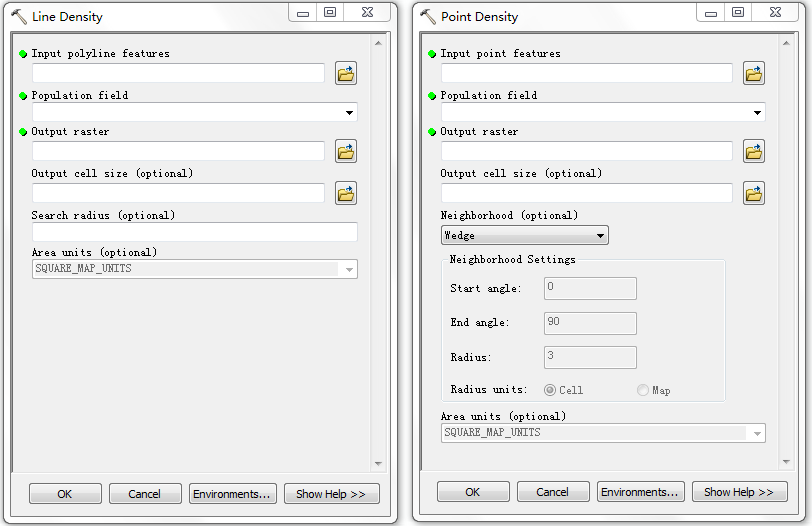 Line Density
Input polyline features
Population field
Output raster
Output cell size (optional)
Search radius (optional)
Area units (optional)
SQUARE_MAP_UNITS
OK
Cancel
Environments...
Show Help >>
Point Density
Input point features
Population field
Output raster
Output cell size (optional)
Neighborhood (optional)
Wedge
Neighborhood Settings
Start angle: 0
End angle: 90
Radius: 3
Radius units: Cell Map
Area units (optional)
SQUARE_MAP_UNITS
OK
Cancel
Environments...
Show Help >>